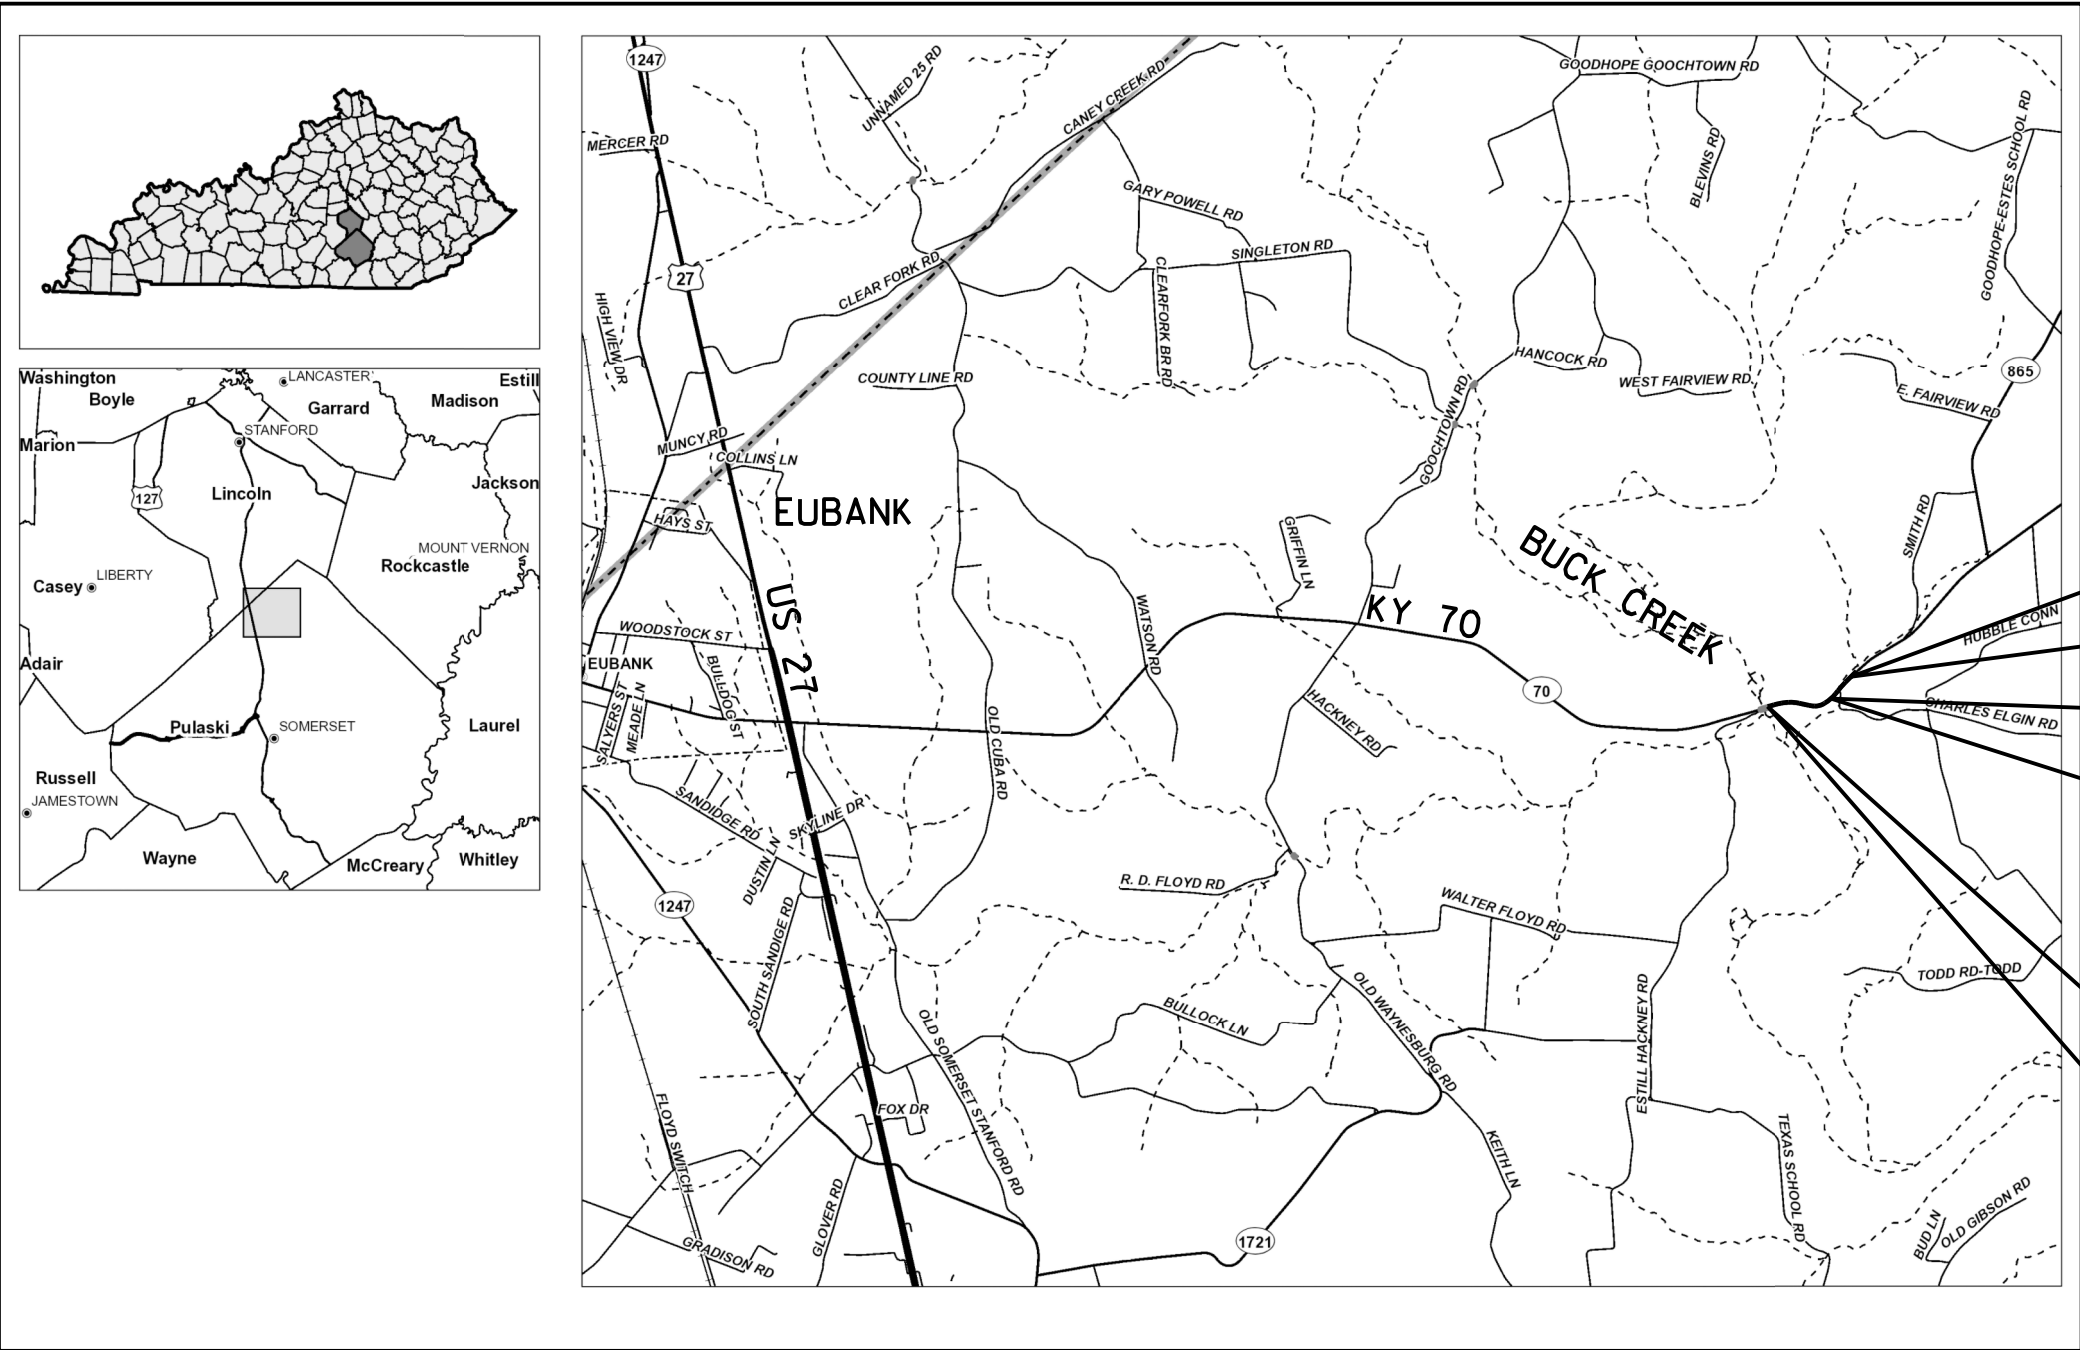 Washington
LANCASTER
Estill
Boyle
Garrard
Madison
STANFORD
Marion
127
Lincoln
Jackson
MOUNT VERNON
Rockcastle
Casey
LIBERTY
Adair
Pulaski
SOMERSET
Laurel
Russell
JAMESTOWN
Wayne
McCreary
Whitley
1247
UNNAMED 25 RD
CANEY CREEK RD
GOODHOPE GOOCHTOWN RD
MERCER RD
BLEVINS RD
GOODHOPE-ESTES SCHOOL RD
GARY POWELL RD
SINGLETON RD
27
CLEAR FORK RD
CLEARFORK BR RD
HIGH VIEW DR
HANCOCK RD
COUNTY LINE RD
WEST FAIRVIEW RD
865
E. FAIRVIEW RD
GOOCHTOWN RD
MUNCY RD
COLLINS LN
EUBANK
HAYS ST
GRIFFIN LN
SMITH RD
BUCK CREEK
US 27
KY 70
WOODSTOCK ST
WATSON RD
HUBBLE CONN
EUBANK
BULLDOG ST
SALYERS ST
MEADE LN
70
HACKNEY RD
CHARLES ELGIN RD
OLD CUBA RD
SANDIDGE RD
SKYLINE DR
DUSTIN LN
R. D. FLOYD RD
WALTER FLOYD RD
1247
SOUTH SANDIGE RD
TODD RD-TODD
OLD WAYNESBURG RD
BULLOCK LN
ESTILL HACKNEY RD
OLD SOMERSET STANFORD RD
FOX DR
FLOYD SWITCH
KEITH LN
TEXAS SCHOOL RD
GLOVER RD
GRADISON RD
1721
BUD LN
OLD GIBSON RD